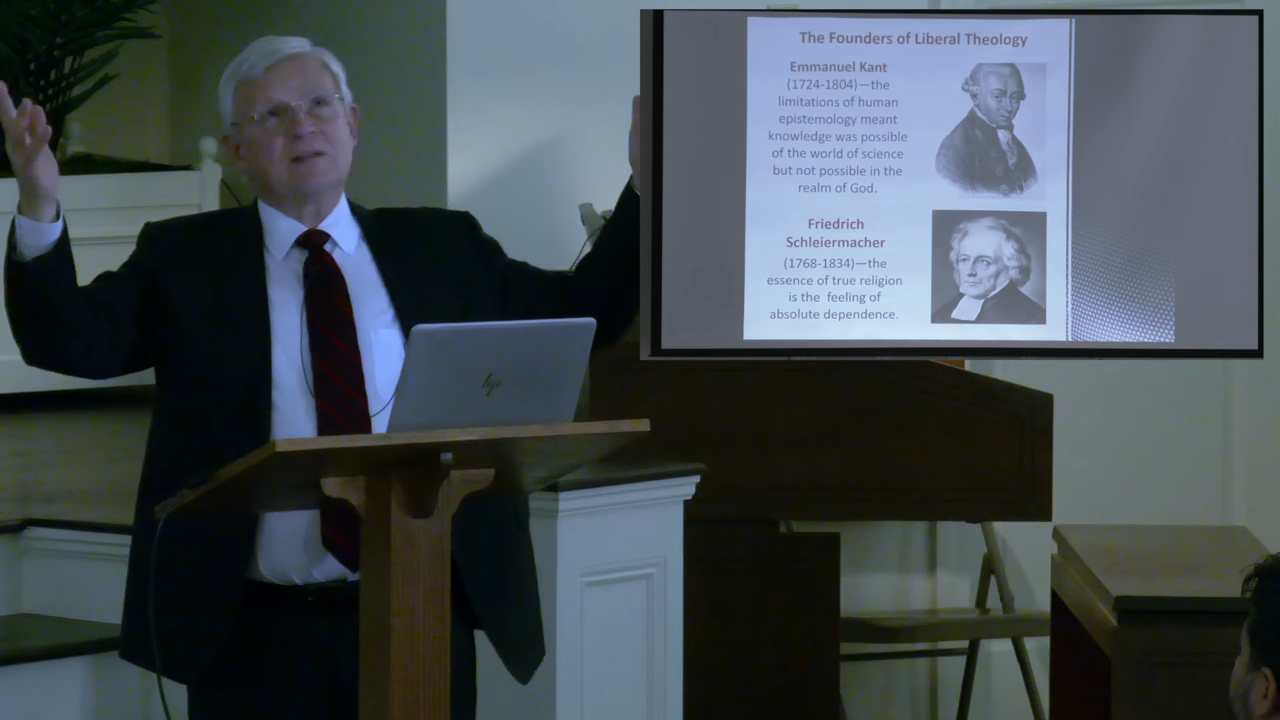 The Founders of Liberal Theology
Emmanuel Kant
(1724-1804)—the
limitations of human
epistemology meant
knowledge was possible
of the world of science
but not possible in the
realm of God.
Friedrich
Schleiermacher
(1768-1834)—the
essence of true religion
is the feeling of
absolute dependence.
hp